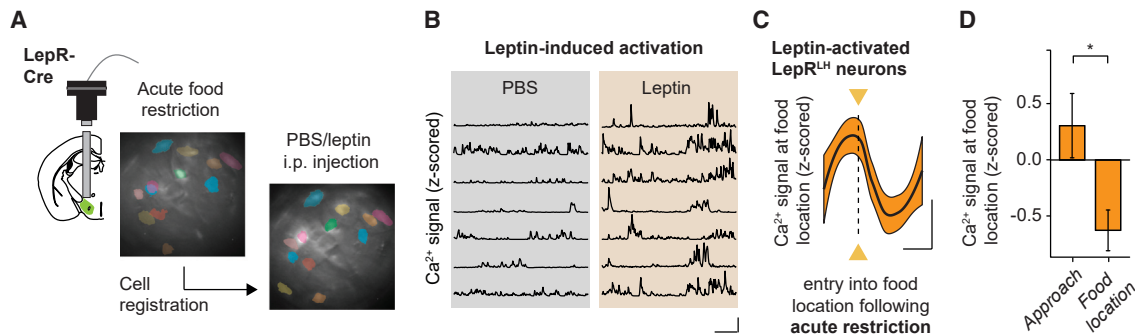 A
LepR-
Cre
Acute food
restriction
PBS/leptin
i.p. injection
Cell
registration
B
Leptin-induced activation
PBS
Leptin
Ca²⁺ signal (z-scored)
C
Leptin-activated
LepRᴸᴴ neurons
Ca²⁺ signal at food
location (z-scored)
entry into food
location following
acute restriction
D
Ca²⁺ signal at food
location (z-scored)
*
0.5
0.0
-0.5
Approach
Food
location